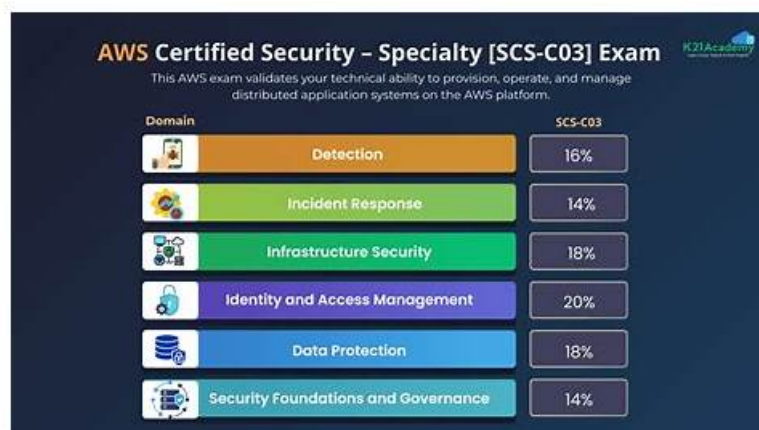 AWS Certified Security – Specialty [SCS-C03] Exam
K21Academy
This AWS exam validates your technical ability to provision, operate, and manage
distributed application systems on the AWS platform.
Domain SCS-C03
Detection 16%
Incident Response 14%
Infrastructure Security 18%
Identity and Access Management 20%
Data Protection 18%
Security Foundations and Governance 14%